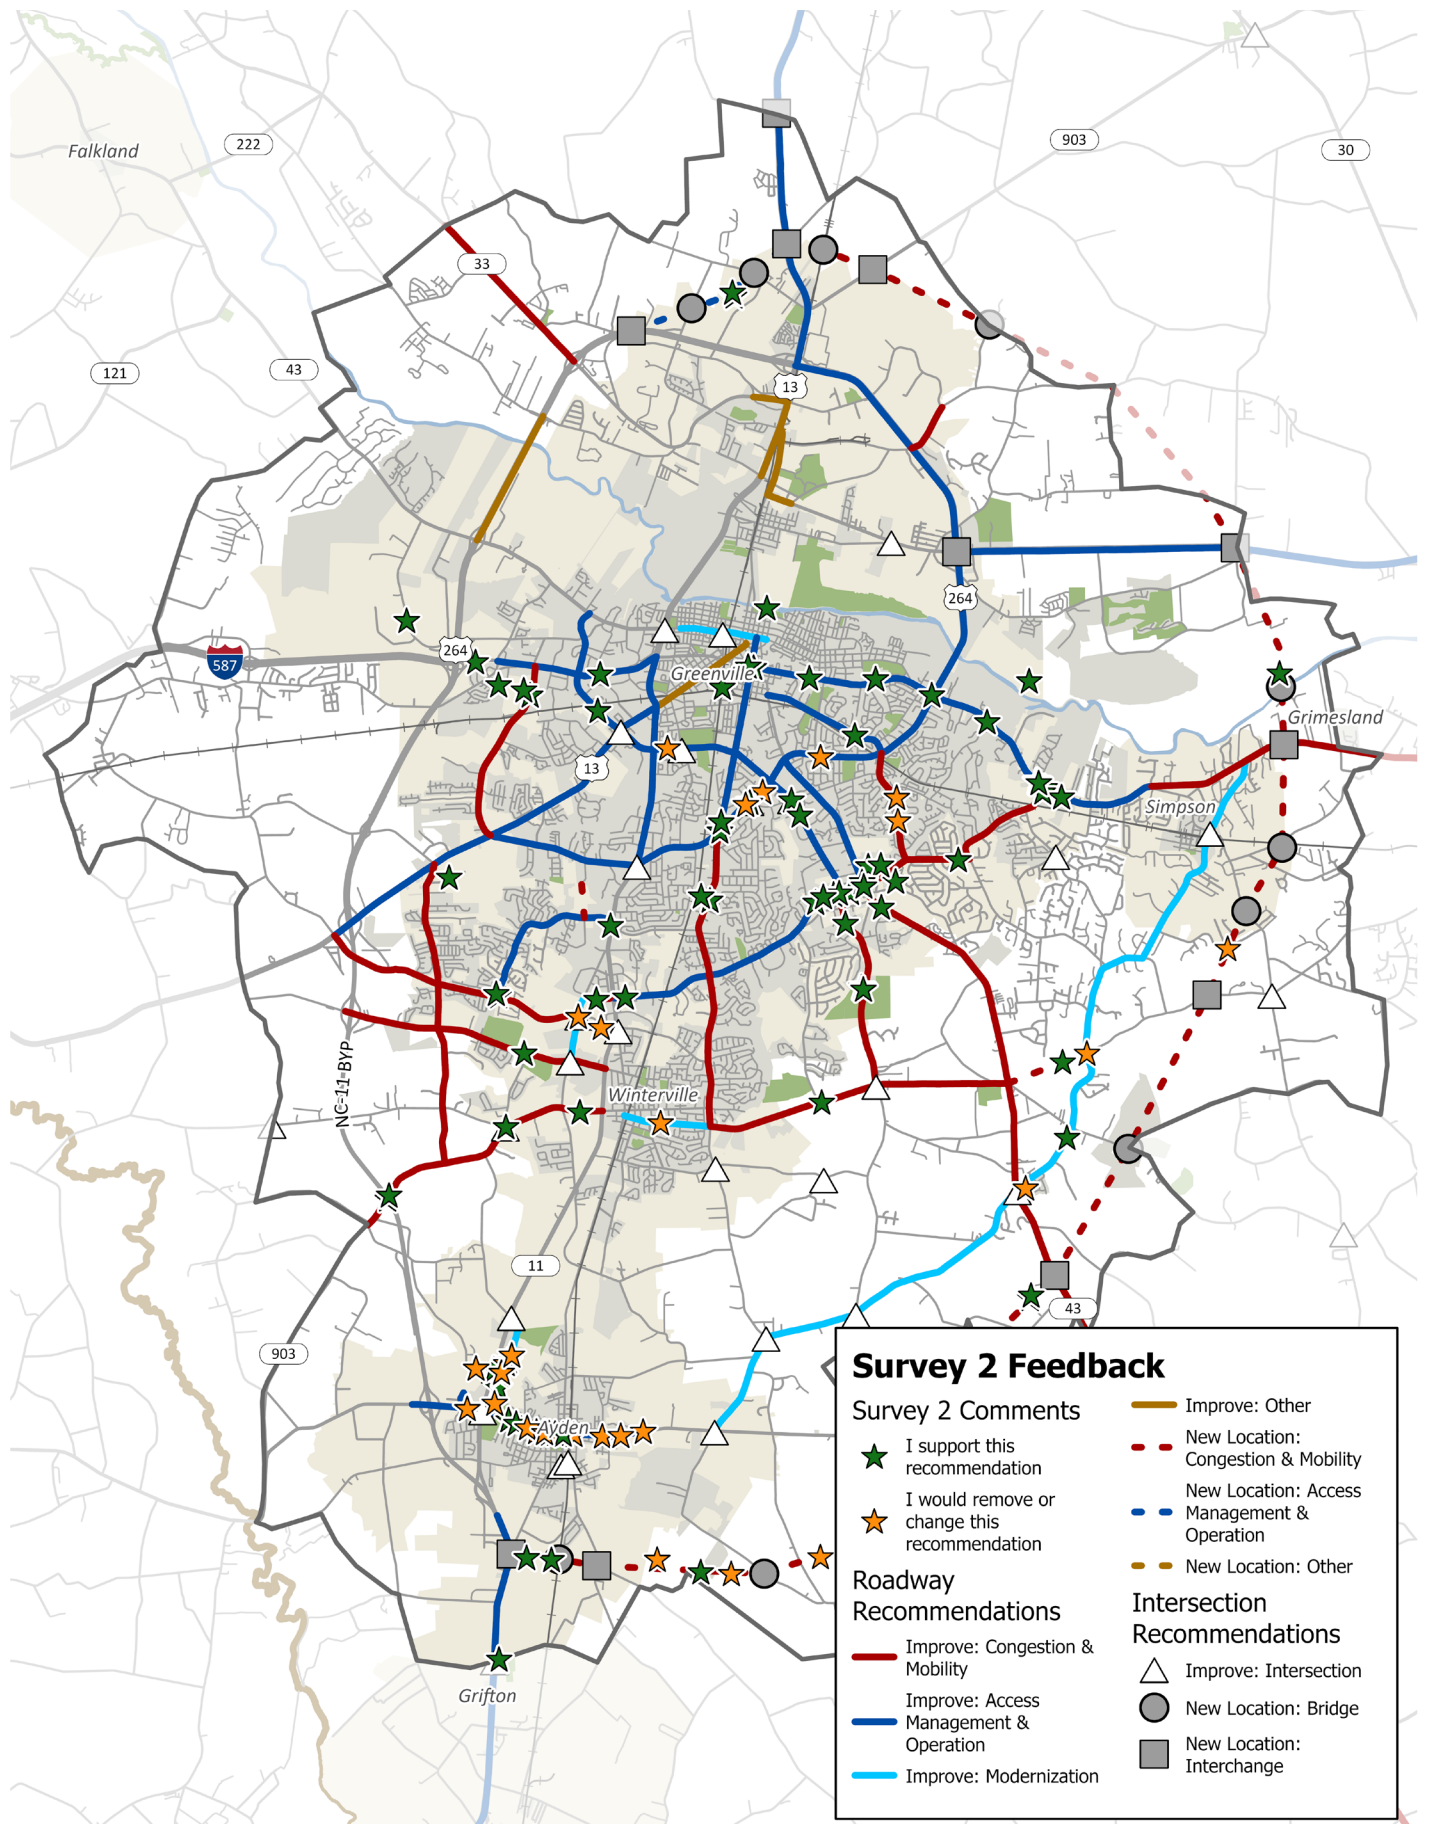 Falkland
222
903
30
33
121
43
13
264
264
587
Greenville
Grimesland
13
Simpson
NC-11 BYP
Winterville
11
43
903
Ayden
Grifton
Survey 2 Feedback
Survey 2 Comments
I support this
recommendation
I would remove or
change this
recommendation
Roadway
Recommendations
Improve: Congestion &
Mobility
Improve: Access
Management &
Operation
Improve: Modernization
Improve: Other
New Location:
Congestion & Mobility
New Location: Access
Management &
Operation
New Location: Other
Intersection
Recommendations
Improve: Intersection
New Location: Bridge
New Location:
Interchange